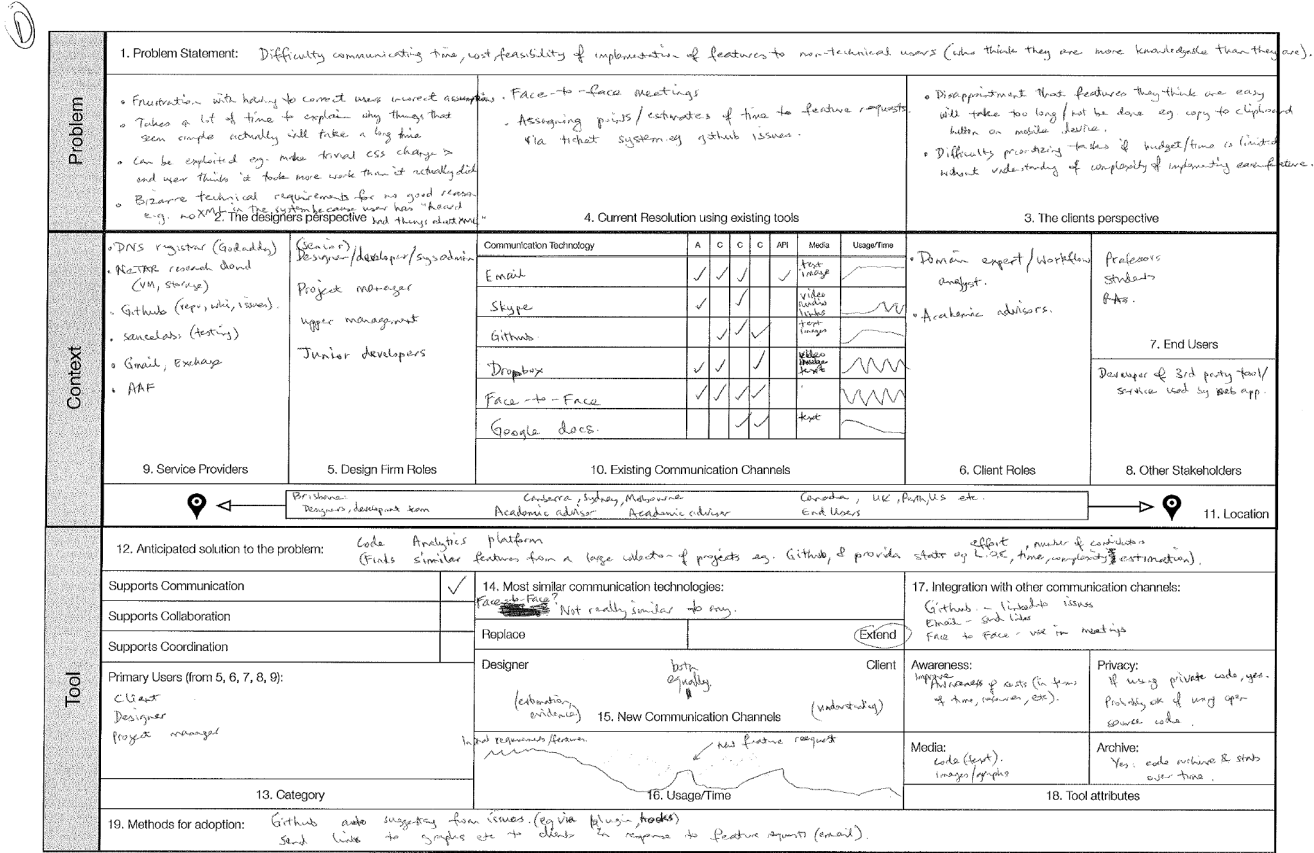 1
1. Problem Statement: Difficulty communicating time, cost feasibility of implementation of features to non-technical users (who think they are more knowledgable than they are).
Problem
• Frustration with having to correct users incorrect assumptions
• Takes a lot of time to explain why things that
seem simple actually will take a long time
• can be exploited eg. make trivial css change >
and user thinks it took more work than it actually did
• Bizarre technical requirements for no good reason
e.g. no XML in the system because user has "heard
bad things about XML"
2. The designers perspective
• Face-to-face meetings
• Assigning points/estimates of time to feature requests
via ticket system eg github issues.
4. Current Resolution using existing tools
• Disappointment that features they think are easy
will take too long/not be done eg. copy to clipboard
button on mobile device.
• Difficulty prioritizing tasks if budget/time is limited
without understanding of complexity of implementing each feature.
3. The clients perspective
Context
• DNS registrar (Godaddy)
• NeCTAR research cloud
(VM, storage)
• Github (repo, wiki, issues).
• saucelabs (testing)
• Gmail, Exchange
• AAF
9. Service Providers
(senior)
Designer/developer/sysadmin
Project manager
upper management
Junior developers
5. Design Firm Roles
Communication Technology A C C C API Media Usage/Time
Email ✓ ✓ ✓ ✓ text image
Skype ✓ ✓ video audio links
Github ✓ ✓ ✓ text images
Dropbox ✓ ✓ ✓ video image text
Face-to-Face ✓ ✓ ✓ ✓
Google docs. ✓ ✓ text
10. Existing Communication Channels
• Domain expert/workflow
analyst.
• Academic advisors.
6. Client Roles
Professors
Students
RAs.
7. End Users
Developer of 3rd party tool/
service used by web app.
8. Other Stakeholders
Brisbane: Canberra, Sydney, Melbourne Canada, UK, Perth, US etc.
Designers, development team Academic advisor Academic advisor End Users
11. Location
Tool
12. Anticipated solution to the problem: Code Analytics platform
(Finds similar features from a large collection of projects eg. Github, & provides stats eg L.O.C, time, complexity & estimation).
effort, number of contributors
Supports Communication ✓
Supports Collaboration
Supports Coordination
Primary Users (from 5, 6, 7, 8, 9):
Client
Designer
Project manager
13. Category
14. Most similar communication technologies:
Face-to-Face?
Not really similar to any.
Replace Extend
Designer both Client
equally
(estimation, evidence) (understanding)
15. New Communication Channels
Initial requirements/features
new feature request
16. Usage/Time
17. Integration with other communication channels:
Github - linked to issues
Email - send links
Face to Face - use in meetings
Awareness:
Improve
Awareness of costs (in terms
of time, resources, etc).
Privacy:
If using private code, yes.
Probably ok if using open
source code.
Media:
code (text).
images/graphs
Archive:
Yes: code archive & stats
over time.
18. Tool attributes
19. Methods for adoption: Github auto suggesting from issues. (eg via plugin, hooks)
Send links to graphs etc to clients in response to feature requests (email).